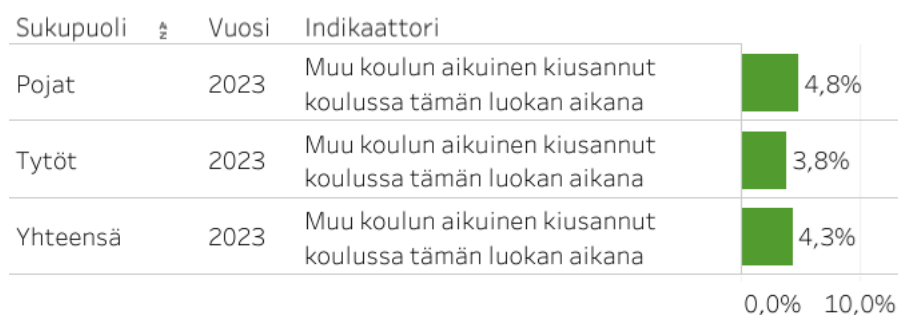 Sukupuoli Vuosi Indikaattori
Pojat 2023 Muu koulun aikuinen kiusannut koulussa tämän luokan aikana 4,8%
Tytöt 2023 Muu koulun aikuinen kiusannut koulussa tämän luokan aikana 3,8%
Yhteensä 2023 Muu koulun aikuinen kiusannut koulussa tämän luokan aikana 4,3%
0,0% 10,0%